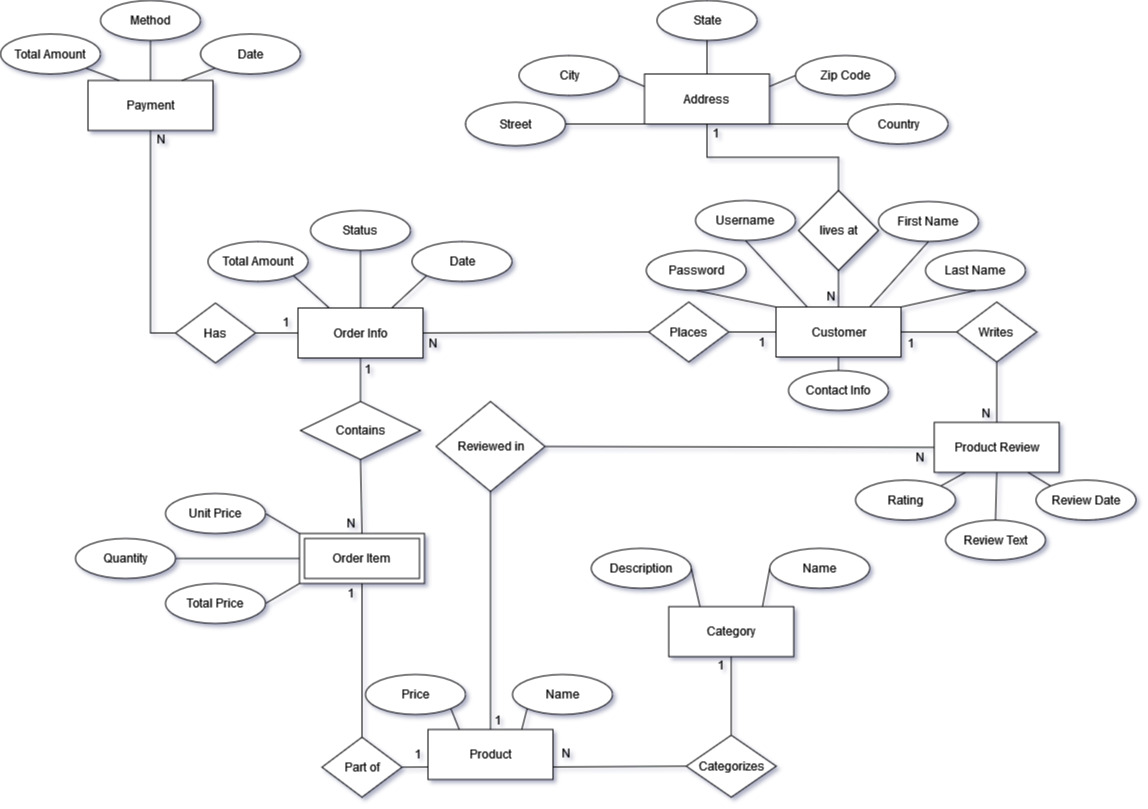 Method
State
Total Amount
Date
City
Zip Code
Payment
Address
Street
Country
N
1
Username
First Name
lives at
Status
Total Amount
Date
Password
Last Name
N
1
Has
Order Info
Places
Customer
Writes
N
1
1
1
Contact Info
N
Contains
Reviewed in
Product Review
N
Rating
Review Date
Unit Price
N
Review Text
Quantity
Order Item
Description
Name
1
Total Price
Category
1
Price
Name
1
1
Product
N
Part of
Categorizes